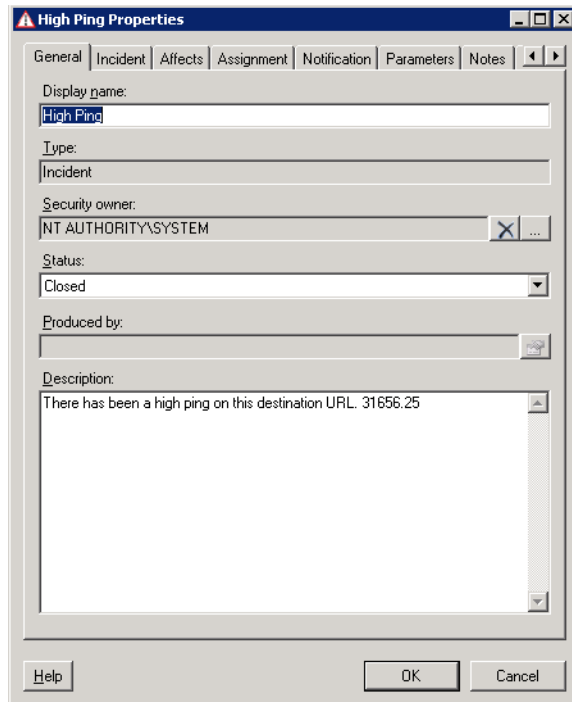 High Ping Properties
General Incident Affects Assignment Notification Parameters Notes
Display name:
High Ping
Type:
Incident
Security owner:
NT AUTHORITY\SYSTEM
...
Status:
Closed
Produced by:
Description:
There has been a high ping on this destination URL. 31656.25
Help OK Cancel